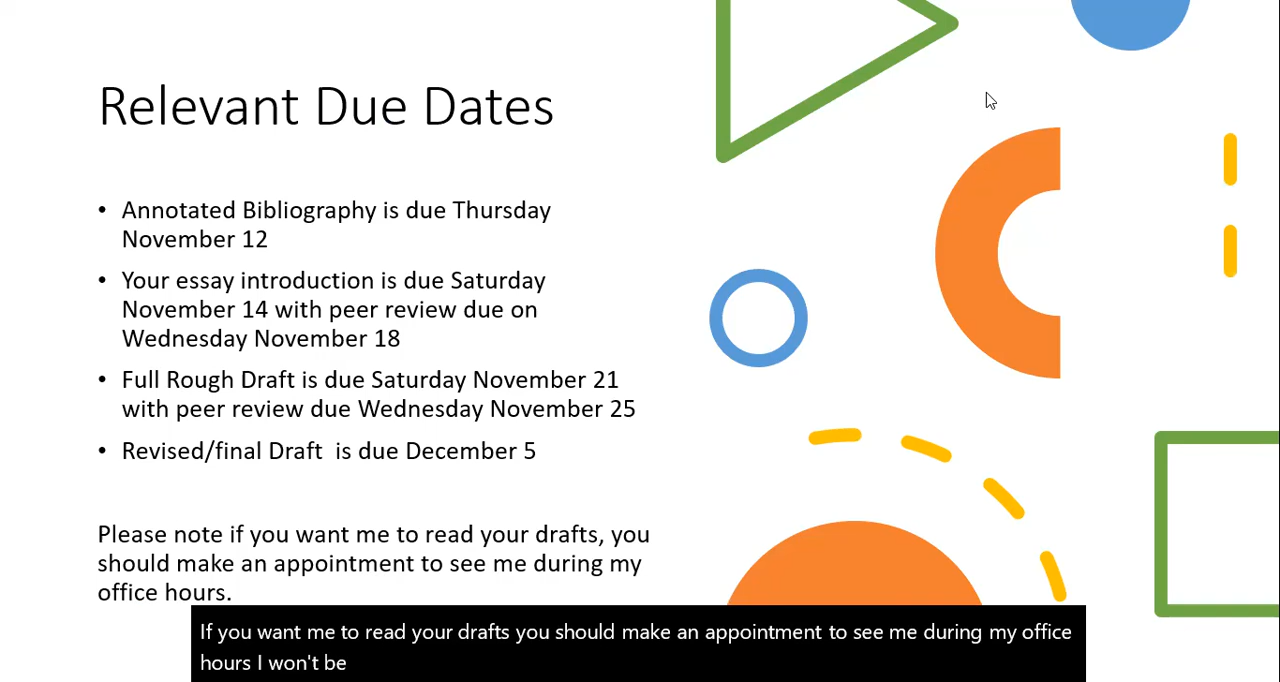 Relevant Due Dates
• Annotated Bibliography is due Thursday
November 12
• Your essay introduction is due Saturday
November 14 with peer review due on
Wednesday November 18
• Full Rough Draft is due Saturday November 21
with peer review due Wednesday November 25
• Revised/final Draft  is due December 5
Please note if you want me to read your drafts, you
should make an appointment to see me during my
office hours.
If you want me to read your drafts you should make an appointment to see me during my office
hours I won't be